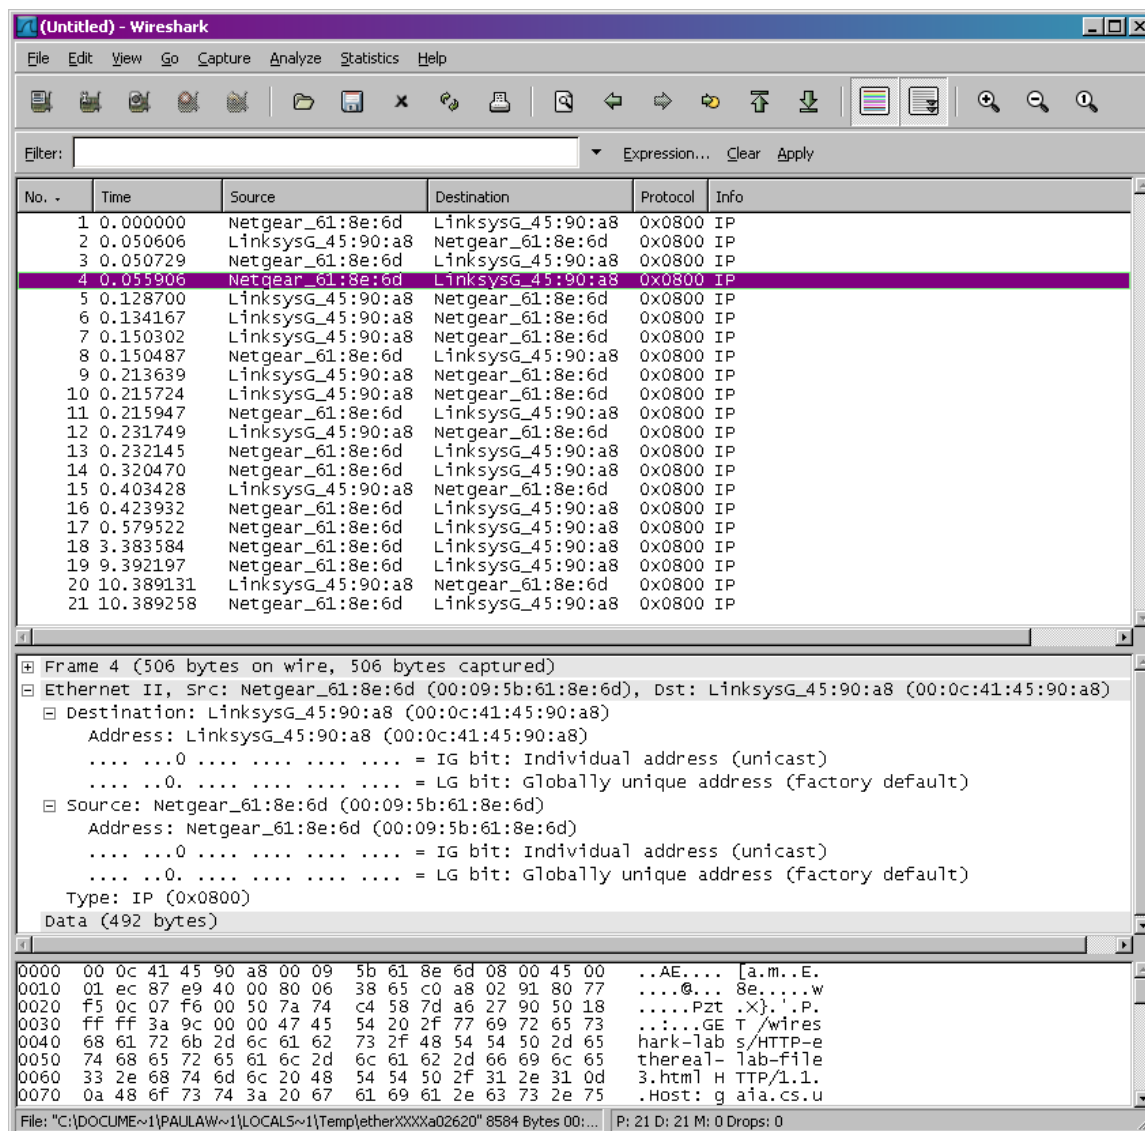 (Untitled) - Wireshark
File Edit View Go Capture Analyze Statistics Help
Filter: Expression... Clear Apply
No. Time Source Destination Protocol Info
1 0.000000 Netgear_61:8e:6d LinksysG_45:90:a8 0x0800 IP
2 0.050606 LinksysG_45:90:a8 Netgear_61:8e:6d 0x0800 IP
3 0.050729 Netgear_61:8e:6d LinksysG_45:90:a8 0x0800 IP
4 0.055906 Netgear_61:8e:6d LinksysG_45:90:a8 0x0800 IP
5 0.128700 LinksysG_45:90:a8 Netgear_61:8e:6d 0x0800 IP
6 0.134167 LinksysG_45:90:a8 Netgear_61:8e:6d 0x0800 IP
7 0.150302 LinksysG_45:90:a8 Netgear_61:8e:6d 0x0800 IP
8 0.150487 Netgear_61:8e:6d LinksysG_45:90:a8 0x0800 IP
9 0.213639 LinksysG_45:90:a8 Netgear_61:8e:6d 0x0800 IP
10 0.215724 LinksysG_45:90:a8 Netgear_61:8e:6d 0x0800 IP
11 0.215947 Netgear_61:8e:6d LinksysG_45:90:a8 0x0800 IP
12 0.231749 LinksysG_45:90:a8 Netgear_61:8e:6d 0x0800 IP
13 0.232145 Netgear_61:8e:6d LinksysG_45:90:a8 0x0800 IP
14 0.320470 Netgear_61:8e:6d LinksysG_45:90:a8 0x0800 IP
15 0.403428 LinksysG_45:90:a8 Netgear_61:8e:6d 0x0800 IP
16 0.423932 Netgear_61:8e:6d LinksysG_45:90:a8 0x0800 IP
17 0.579522 Netgear_61:8e:6d LinksysG_45:90:a8 0x0800 IP
18 3.383584 Netgear_61:8e:6d LinksysG_45:90:a8 0x0800 IP
19 9.392197 Netgear_61:8e:6d LinksysG_45:90:a8 0x0800 IP
20 10.389131 LinksysG_45:90:a8 Netgear_61:8e:6d 0x0800 IP
21 10.389258 Netgear_61:8e:6d LinksysG_45:90:a8 0x0800 IP
Frame 4 (506 bytes on wire, 506 bytes captured)
Ethernet II, Src: Netgear_61:8e:6d (00:09:5b:61:8e:6d), Dst: LinksysG_45:90:a8 (00:0c:41:45:90:a8)
Destination: LinksysG_45:90:a8 (00:0c:41:45:90:a8)
Address: LinksysG_45:90:a8 (00:0c:41:45:90:a8)
.... ...0 .... .... .... .... = IG bit: Individual address (unicast)
.... ..0. .... .... .... .... = LG bit: Globally unique address (factory default)
Source: Netgear_61:8e:6d (00:09:5b:61:8e:6d)
Address: Netgear_61:8e:6d (00:09:5b:61:8e:6d)
.... ...0 .... .... .... .... = IG bit: Individual address (unicast)
.... ..0. .... .... .... .... = LG bit: Globally unique address (factory default)
Type: IP (0x0800)
Data (492 bytes)
0000 00 0c 41 45 90 a8 00 09 5b 61 8e 6d 08 00 45 00 ..AE.... [a.m..E.
0010 01 ec 87 e9 40 00 80 06 38 65 c0 a8 02 91 80 77 ....@... 8e.....w
0020 f5 0c 07 f6 00 50 7a 74 c4 58 7d a6 27 90 50 18 .....Pzt .X}.'.P.
0030 ff ff 3a 9c 00 00 47 45 54 20 2f 77 69 72 65 73 ..:...GE T /wires
0040 68 61 72 6b 2d 6c 61 62 73 2f 48 54 54 50 2d 65 hark-lab s/HTTP-e
0050 74 68 65 72 65 61 6c 2d 6c 61 62 2d 66 69 6c 65 thereal- lab-file
0060 33 2e 68 74 6d 6c 20 48 54 54 50 2f 31 2e 31 0d 3.html H TTP/1.1.
0070 0a 48 6f 73 74 3a 20 67 61 69 61 2e 63 73 2e 75 .Host: g aia.cs.u
File: "C:\DOCUME~1\PAULAW~1\LOCALS~1\Temp\etherXXXXa02620" 8584 Bytes 00:... P: 21 D: 21 M: 0 Drops: 0